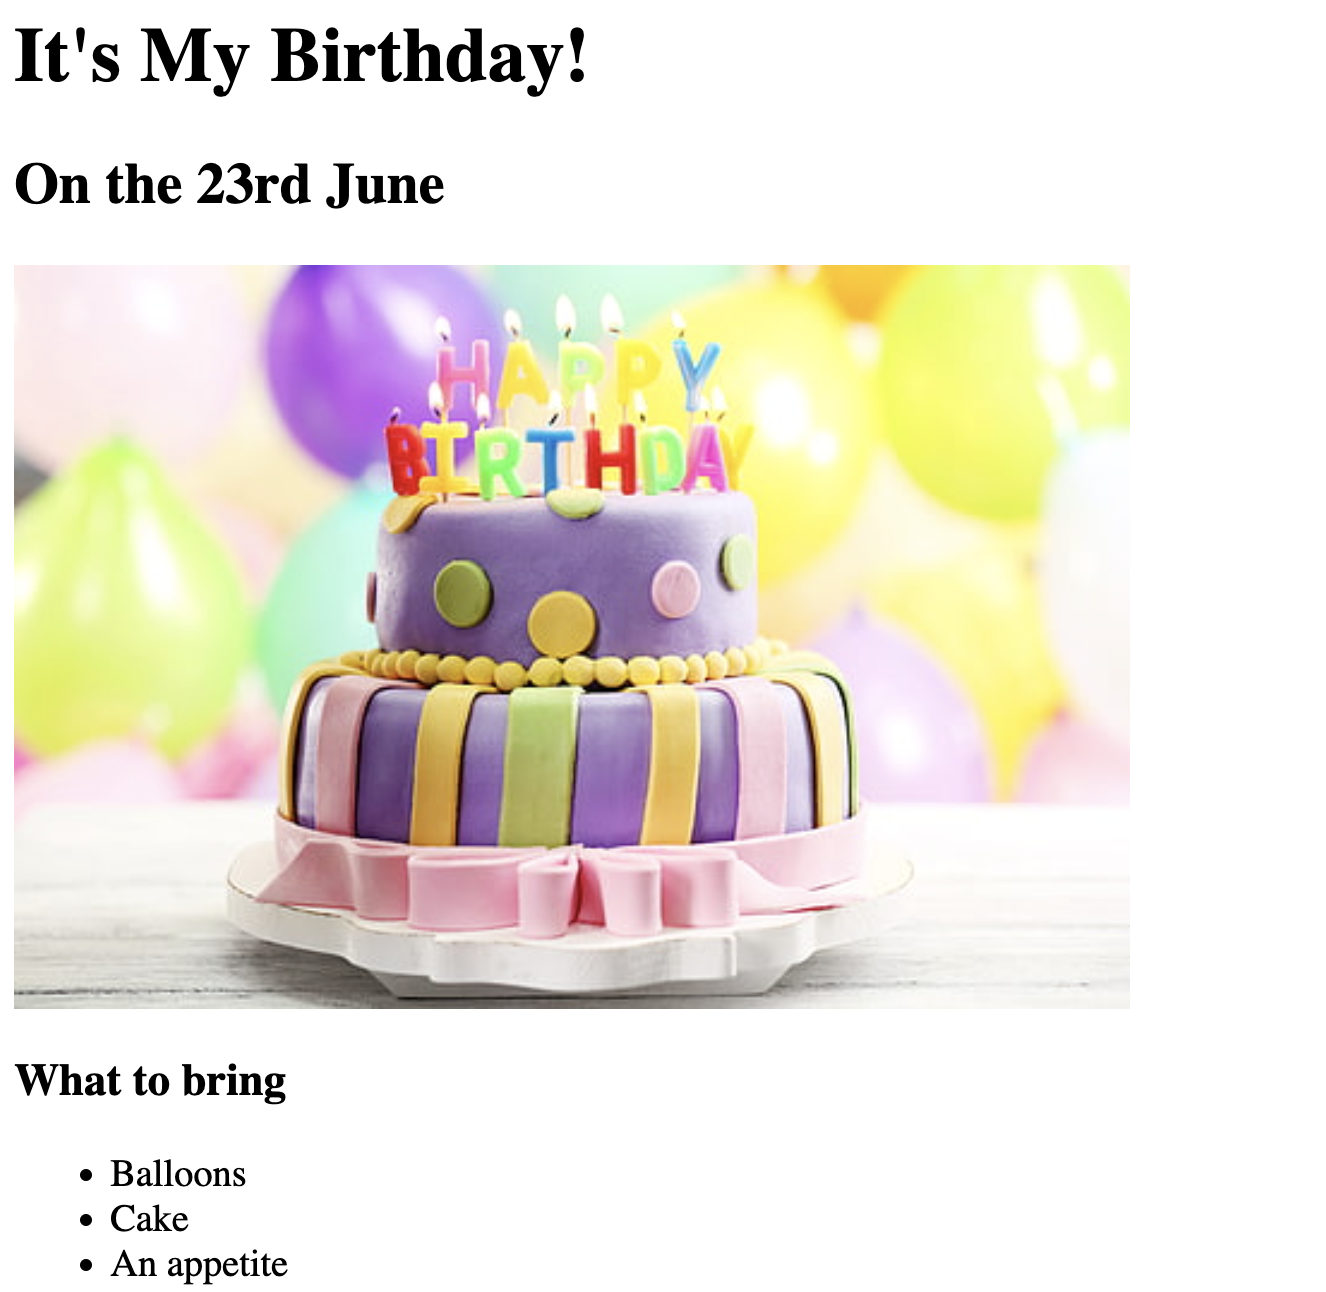 It's My Birthday!
On the 23rd June
HAPPY
BIRTHDAY
What to bring
Balloons
Cake
An appetite